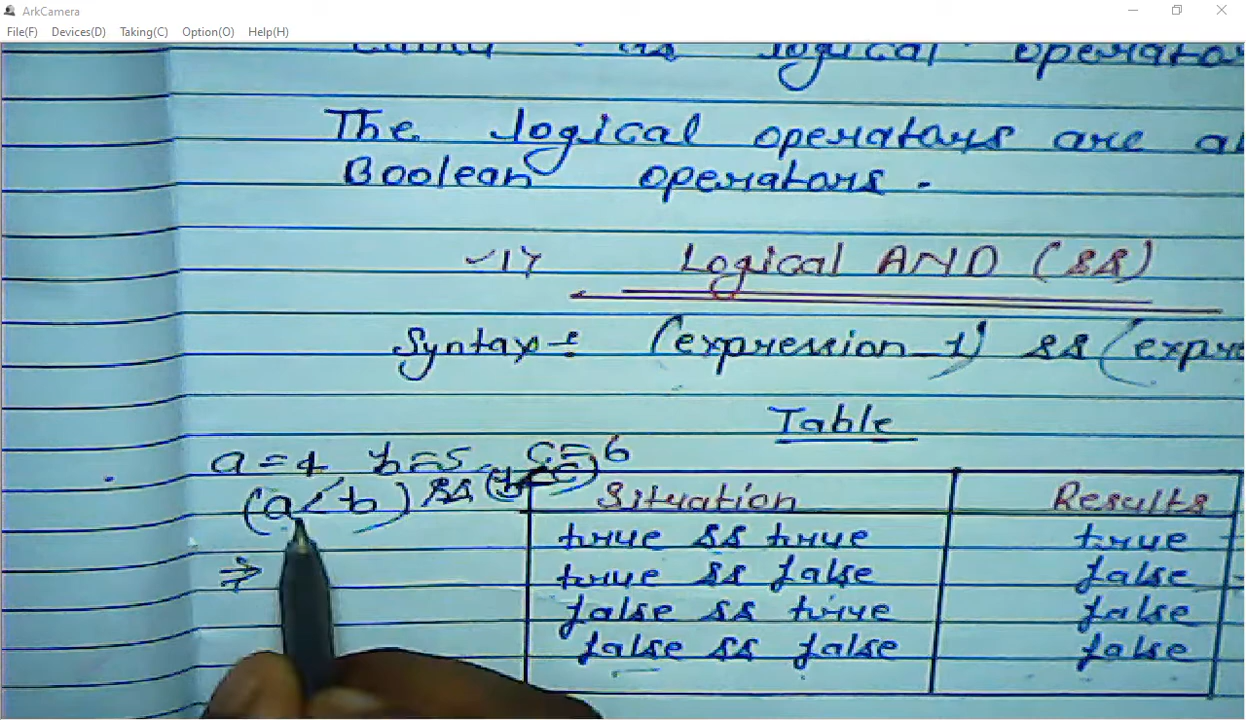 ArkCamera
File(F) Devices(D) Taking(C) Option(O) Help(H)
as logical operator
The logical operators are al
Boolean operators.
17 Logical AND (&&)
Syntax :- (expression_1) && (expre
Table
a = 4 b = 5 c = 6
(a < b) &&
Situation Results
true && true true
true && false false
false && true false
false && false false
⇒